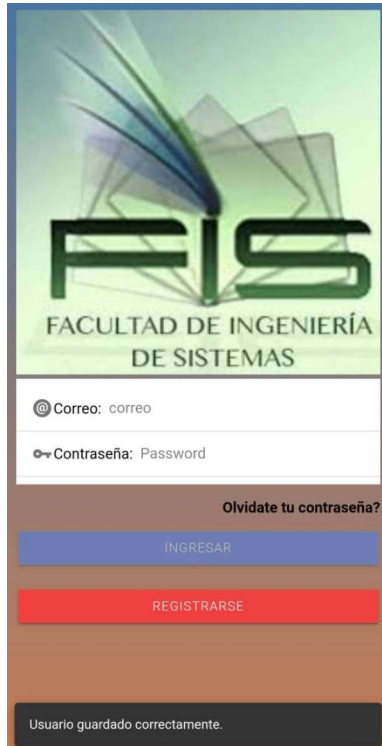 FIS
FACULTAD DE INGENIERÍA
DE SISTEMAS
@ Correo: correo
Contraseña: Password
Olvidate tu contraseña?
INGRESAR
REGISTRARSE
Usuario guardado correctamente.